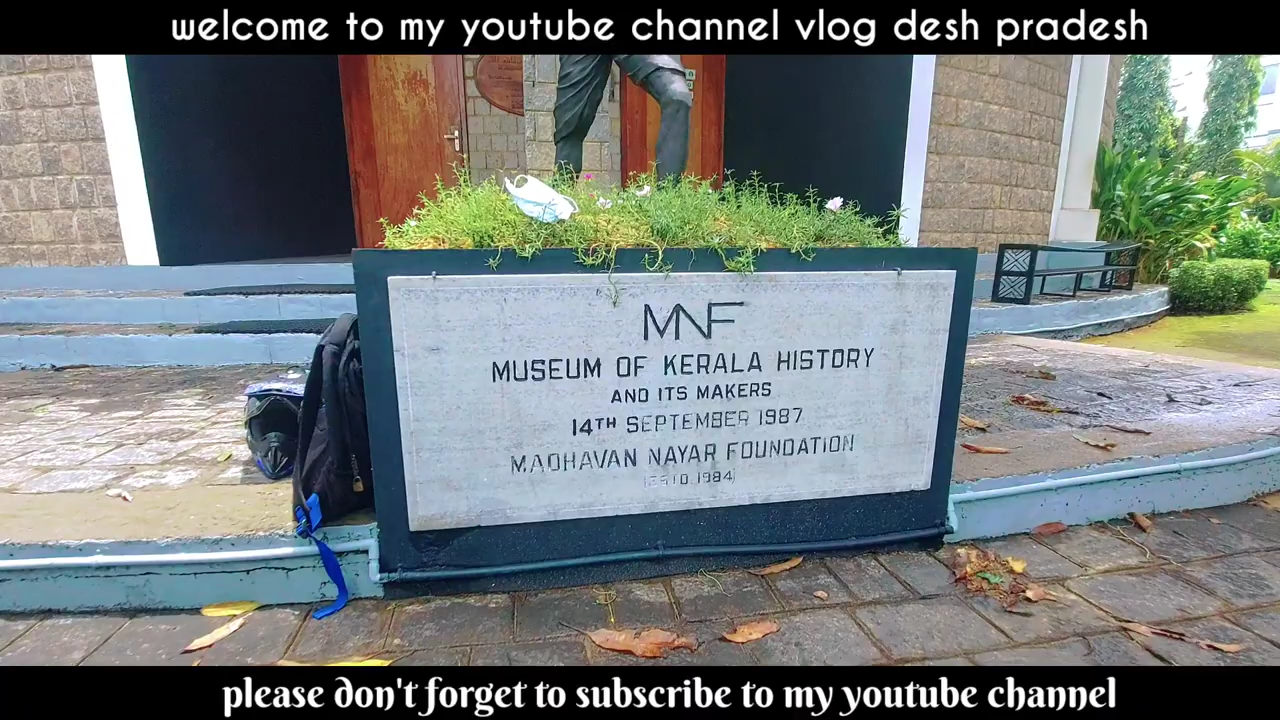 welcome to my youtube channel vlog desh pradesh
MNF
MUSEUM OF KERALA HISTORY
AND ITS MAKERS
14TH SEPTEMBER 1987
MADHAVAN NAYAR FOUNDATION
(ESTD 1984)
please don't forget to subscribe to my youtube channel